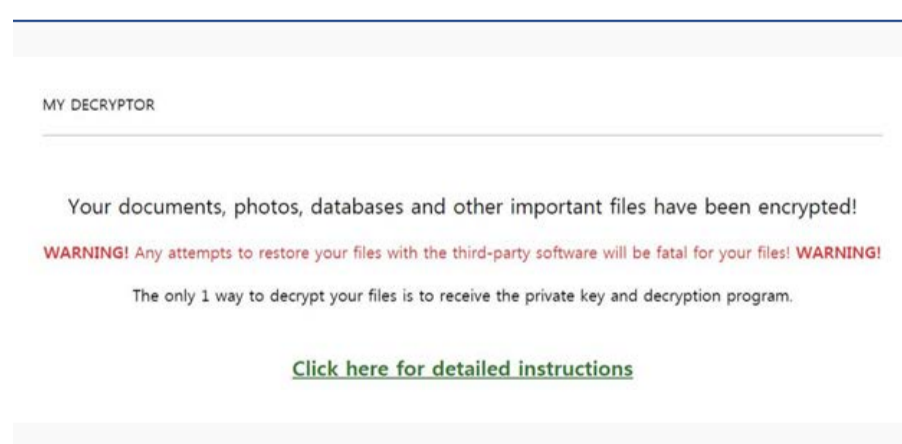 MY DECRYPTOR
Your documents, photos, databases and other important files have been encrypted!
WARNING! Any attempts to restore your files with the third-party software will be fatal for your files! WARNING!
The only 1 way to decrypt your files is to receive the private key and decryption program.
Click here for detailed instructions